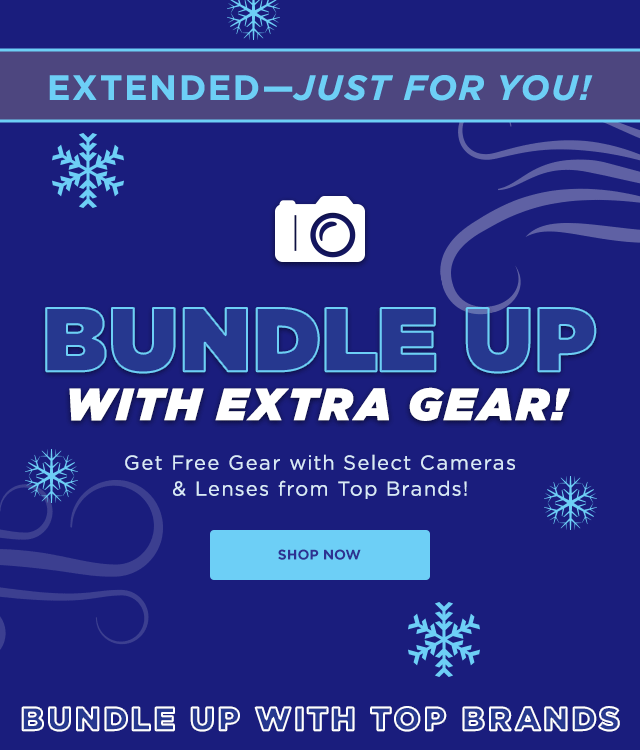 EXTENDED—JUST FOR YOU!
BUNDLE UP
WITH EXTRA GEAR!
Get Free Gear with Select Cameras
& Lenses from Top Brands!
SHOP NOW
BUNDLE UP WITH TOP BRANDS